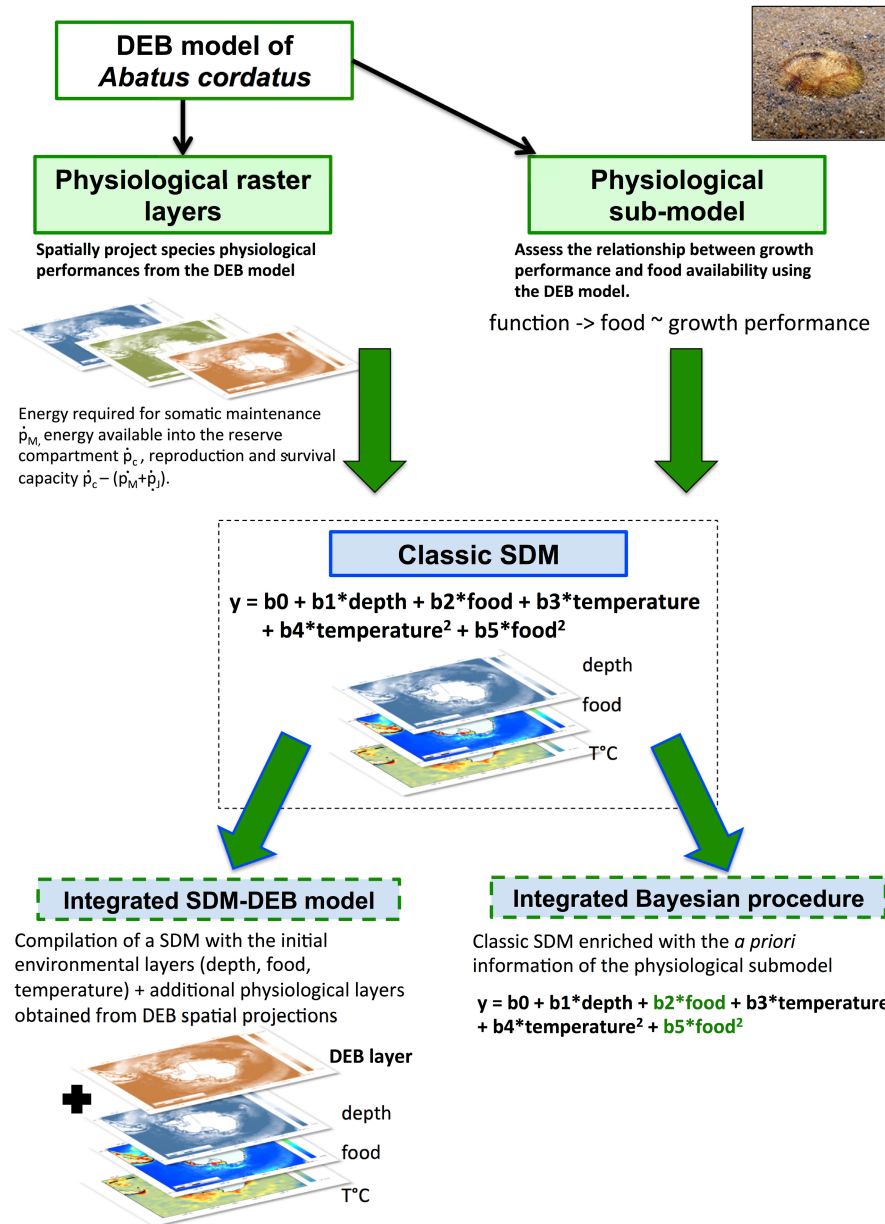 DEB model of
Abatus cordatus
Physiological raster
layers
Physiological
sub-model
Spatially project species physiological
performances from the DEB model
Assess the relationship between growth
performance and food availability using
the DEB model.
function -> food ~ growth performance
Energy required for somatic maintenance
ṗ_M, energy available into the reserve
compartment ṗ_c , reproduction and survival
capacity ṗ_c – (ṗ_M+ṗ_J).
Classic SDM
y = b0 + b1*depth + b2*food + b3*temperature
+ b4*temperature² + b5*food²
depth
food
T°C
Integrated SDM-DEB model
Compilation of a SDM with the initial
environmental layers (depth, food,
temperature) + additional physiological layers
obtained from DEB spatial projections
DEB layer
depth
food
T°C
Integrated Bayesian procedure
Classic SDM enriched with the a priori
information of the physiological submodel
y = b0 + b1*depth + b2*food + b3*temperature
+ b4*temperature² + b5*food²